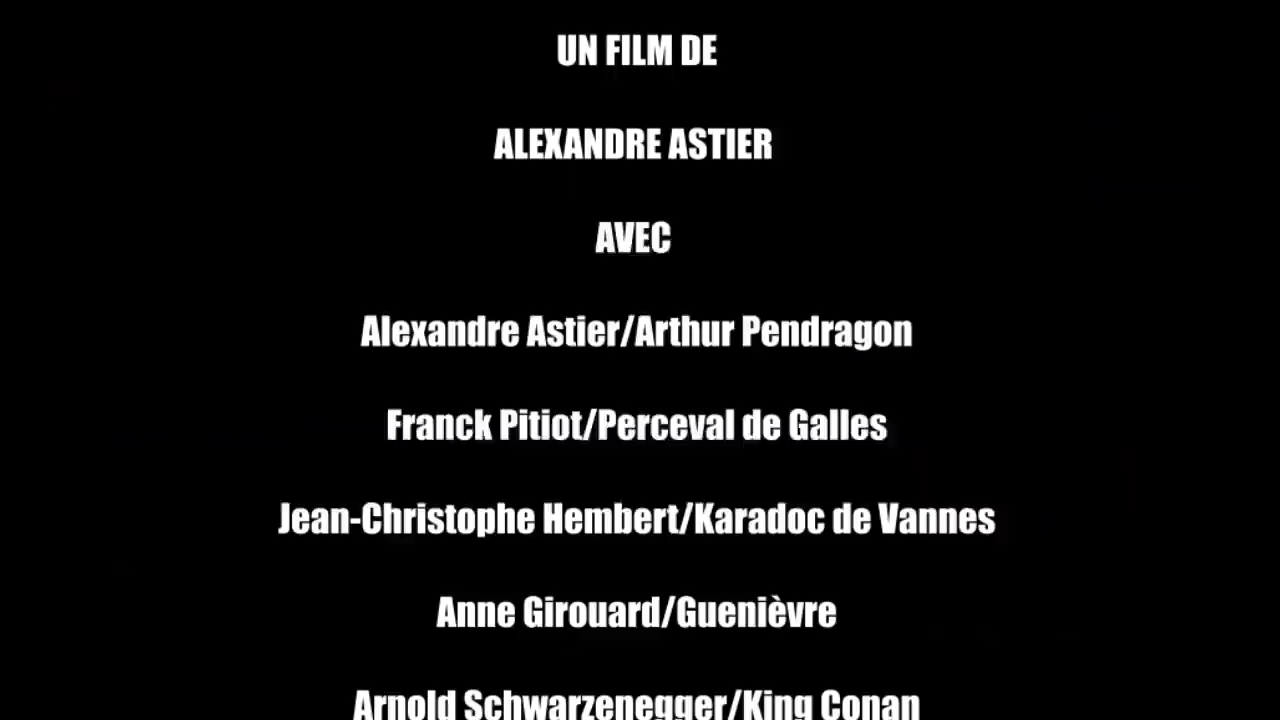 UN FILM DE
ALEXANDRE ASTIER
AVEC
Alexandre Astier/Arthur Pendragon
Franck Pitiot/Perceval de Galles
Jean-Christophe Hembert/Karadoc de Vannes
Anne Girouard/Guenièvre
Arnold Schwarzenegger/King Conan